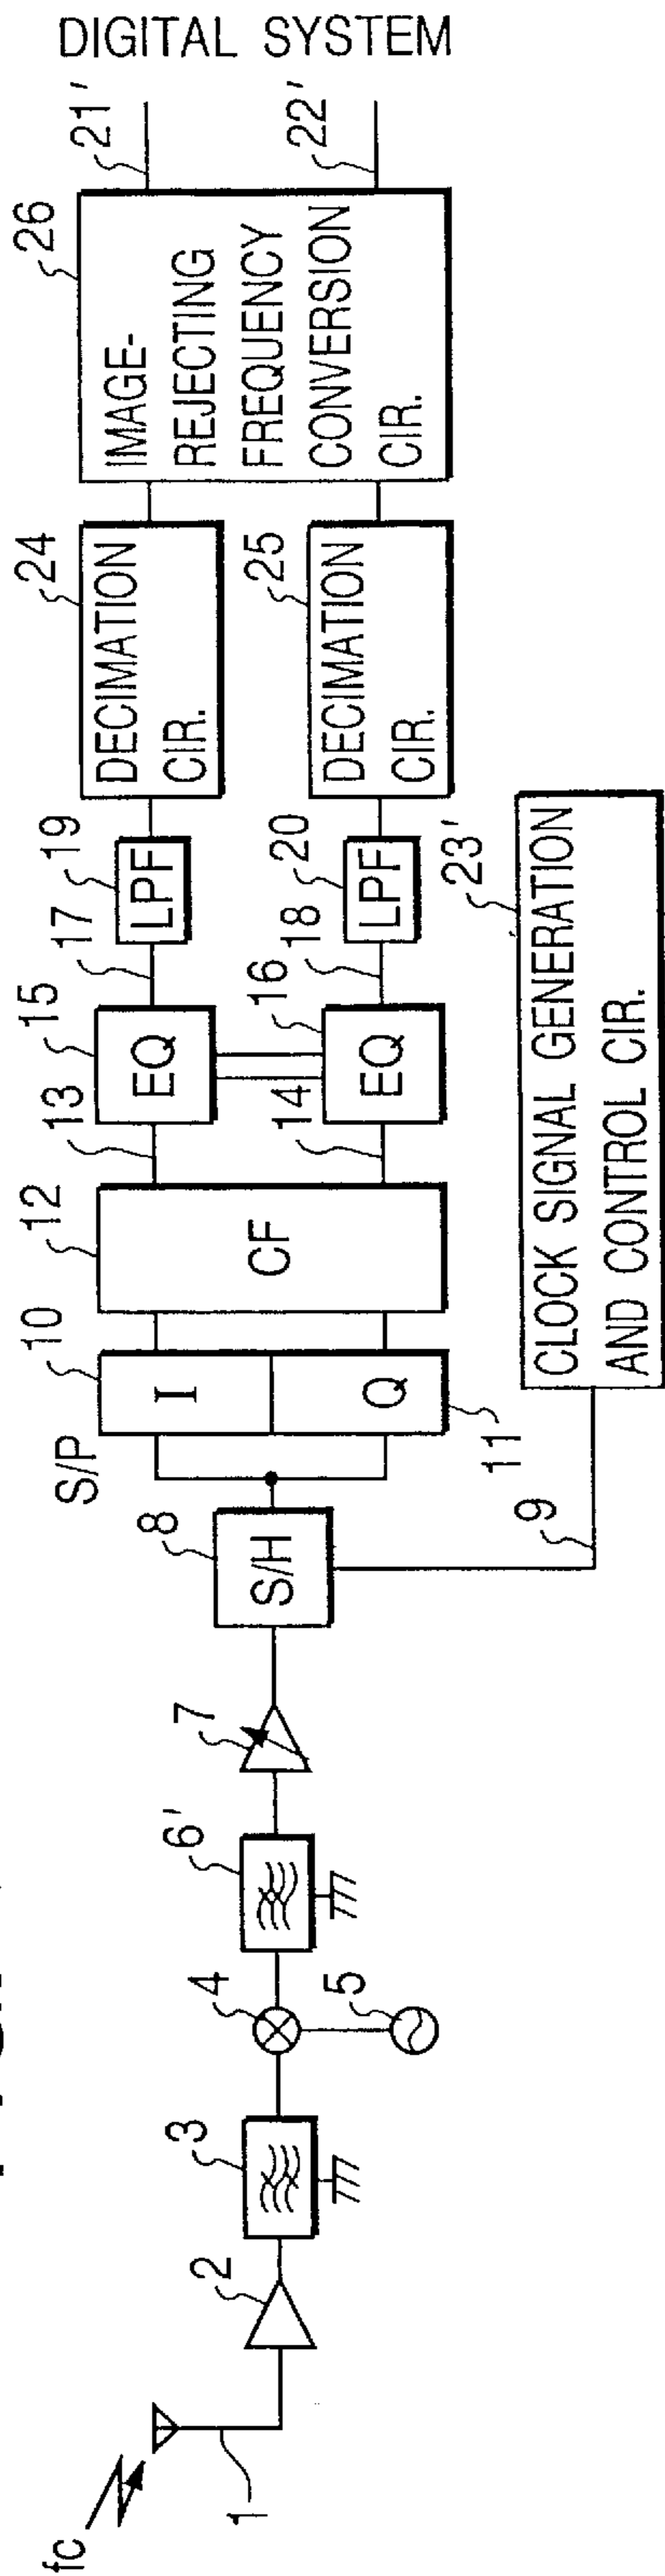 DIGITAL SYSTEM
fc
1
2
3
4
5
6'
7
8
S/H
9
S/P
10
I
Q
11
12
CF
13
14
15
EQ
16
EQ
17
18
19
LPF
20
LPF
24
DECIMATION
CIR.
25
DECIMATION
CIR.
26
IMAGE-
REJECTING
FREQUENCY
CONVERSION
CIR.
21'
22'
23'
CLOCK SIGNAL GENERATION
AND CONTROL CIR.